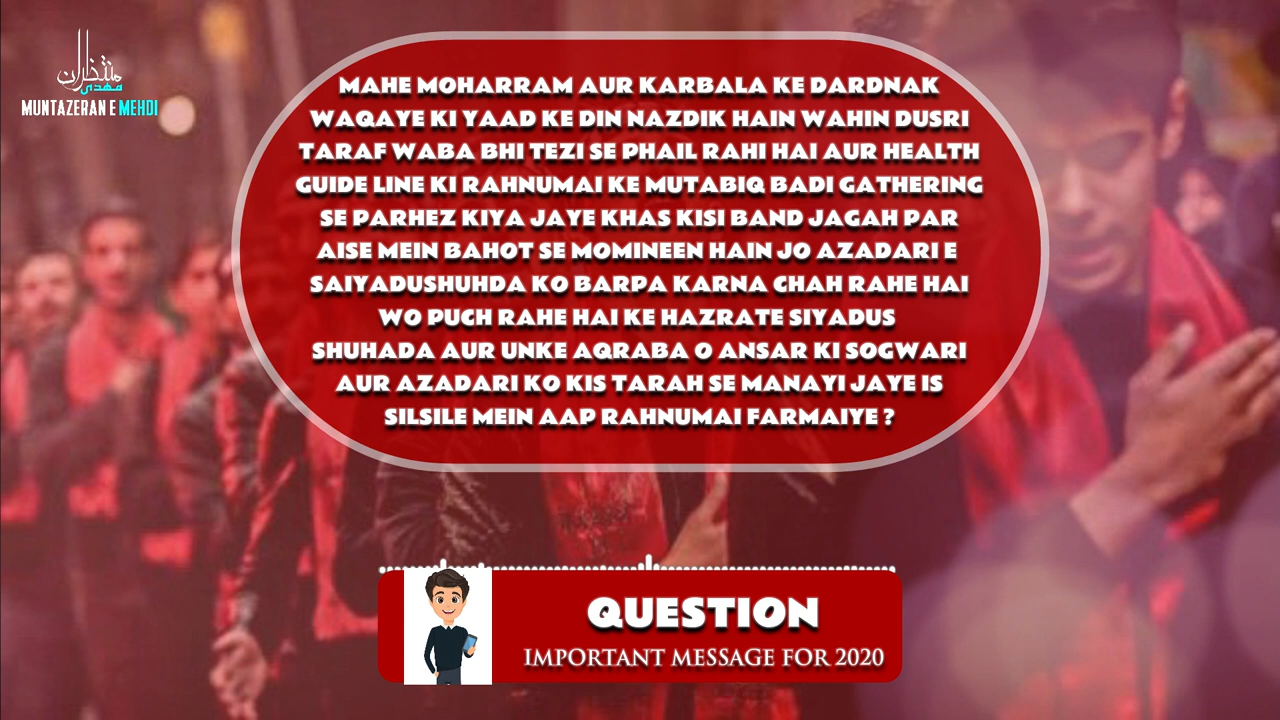 منتظران
مهدی
MUNTAZERAN E MEHDI
MAHE MOHARRAM AUR KARBALA KE DARDNAK
WAQAYE KI YAAD KE DIN NAZDIK HAIN WAHIN DUSRI
TARAF WABA BHI TEZI SE PHAIL RAHI HAI AUR HEALTH
GUIDE LINE KI RAHNUMAI KE MUTABIQ BADI GATHERING
SE PARHEZ KIYA JAYE KHAS KISI BAND JAGAH PAR
AISE MEIN BAHOT SE MOMINEEN HAIN JO AZADARI E
SAIYADUSHUHDA KO BARPA KARNA CHAH RAHE HAI
WO PUCH RAHE HAI KE HAZRATE SIYADUS
SHUHADA AUR UNKE AQRABA O ANSAR KI SOGWARI
AUR AZADARI KO KIS TARAH SE MANAYI JAYE IS
SILSILE MEIN AAP RAHNUMAI FARMAIYE ?
QUESTION
IMPORTANT MESSAGE FOR 2020